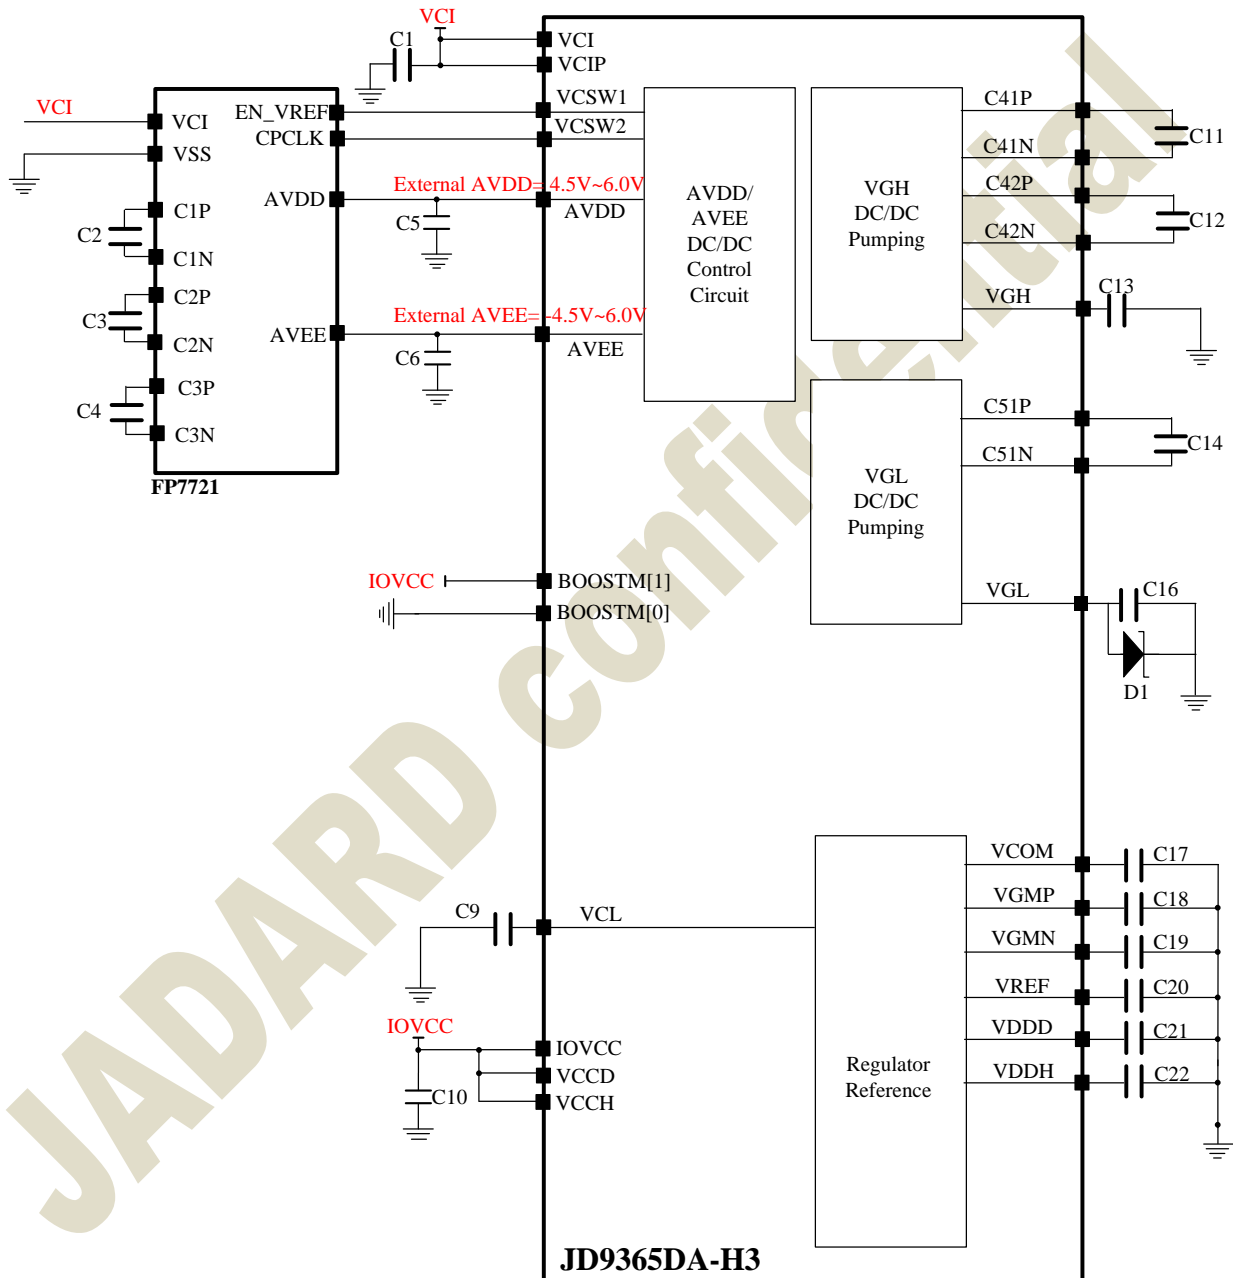 VCI
C1
VCI
VCIP
VCI
VCI
VSS
EN_VREF
CPCLK
VCSW1
VCSW2
AVDD
External AVDD= 4.5V~6.0V
AVDD
C5
C1P
C2
C1N
C2P
C3
C2N
AVEE
External AVEE= -4.5V~6.0V
AVEE
C6
C3P
C4
C3N
FP7721
AVDD/
AVEE
DC/DC
Control
Circuit
VGH
DC/DC
Pumping
C41P
C11
C41N
C42P
C12
C42N
VGH
C13
VGL
DC/DC
Pumping
C51P
C14
C51N
VGL
C16
D1
IOVCC
BOOSTM[1]
BOOSTM[0]
C9
VCL
IOVCC
IOVCC
VCCD
VCCH
C10
Regulator
Reference
VCOM
C17
VGMP
C18
VGMN
C19
VREF
C20
VDDD
C21
VDDH
C22
JD9365DA-H3
JADARD confidential